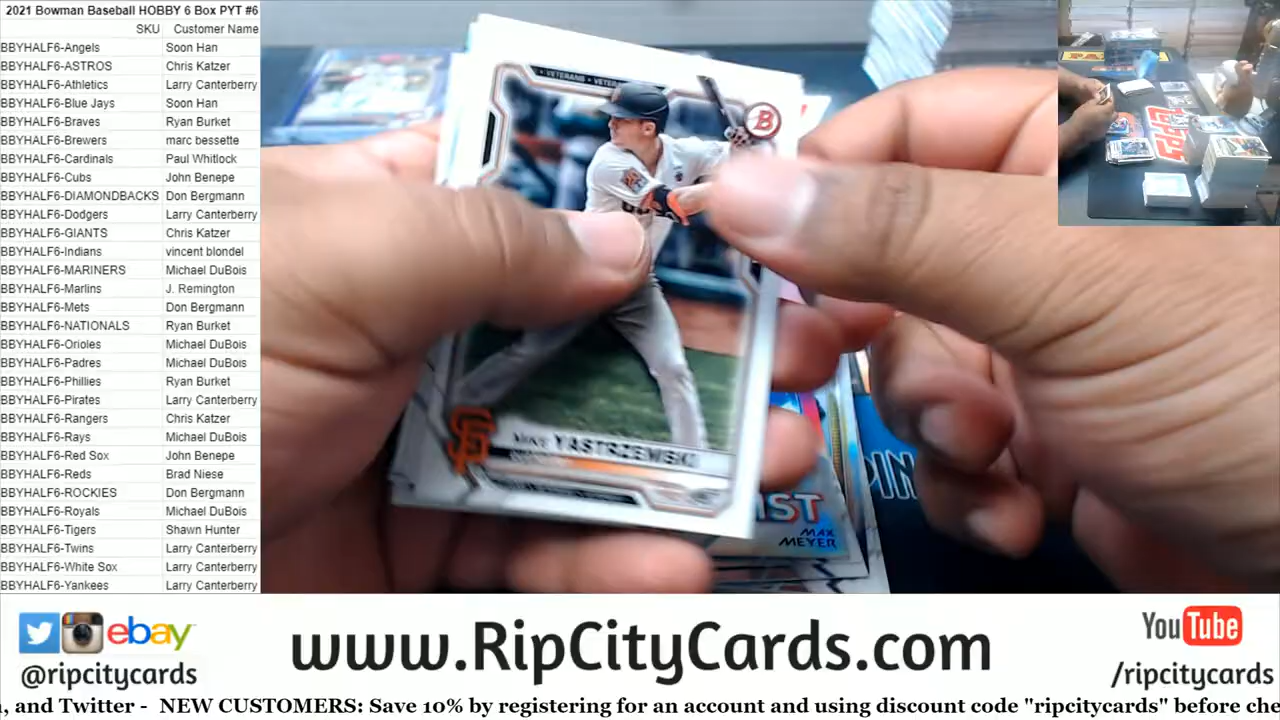 2021 Bowman Baseball HOBBY 6 Box PYT #6
SKU Customer Name
BBYHALF6-Angels Soon Han
BBYHALF6-ASTROS Chris Katzer
BBYHALF6-Athletics Larry Canterberry
BBYHALF6-Blue Jays Soon Han
BBYHALF6-Braves Ryan Burket
BBYHALF6-Brewers marc bessette
BBYHALF6-Cardinals Paul Whitlock
BBYHALF6-Cubs John Benepe
BBYHALF6-DIAMONDBACKS Don Bergmann
BBYHALF6-Dodgers Larry Canterberry
BBYHALF6-GIANTS Chris Katzer
BBYHALF6-Indians vincent blondel
BBYHALF6-MARINERS Michael DuBois
BBYHALF6-Marlins J. Remington
BBYHALF6-Mets Don Bergmann
BBYHALF6-NATIONALS Ryan Burket
BBYHALF6-Orioles Michael DuBois
BBYHALF6-Padres Michael DuBois
BBYHALF6-Phillies Ryan Burket
BBYHALF6-Pirates Larry Canterberry
BBYHALF6-Rangers Chris Katzer
BBYHALF6-Rays Michael DuBois
BBYHALF6-Red Sox John Benepe
BBYHALF6-Reds Brad Niese
BBYHALF6-ROCKIES Don Bergmann
BBYHALF6-Royals Michael DuBois
BBYHALF6-Tigers Shawn Hunter
BBYHALF6-Twins Larry Canterberry
BBYHALF6-White Sox Larry Canterberry
BBYHALF6-Yankees Larry Canterberry
VETERANS
B
MIKE YASTRZEMSKI
SF
IST
MAX
MEYER
PIN
ebay
@ripcitycards
www.RipCityCards.com
YouTube
/ripcitycards
, and Twitter - NEW CUSTOMERS: Save 10% by registering for an account and using discount code "ripcitycards" before che